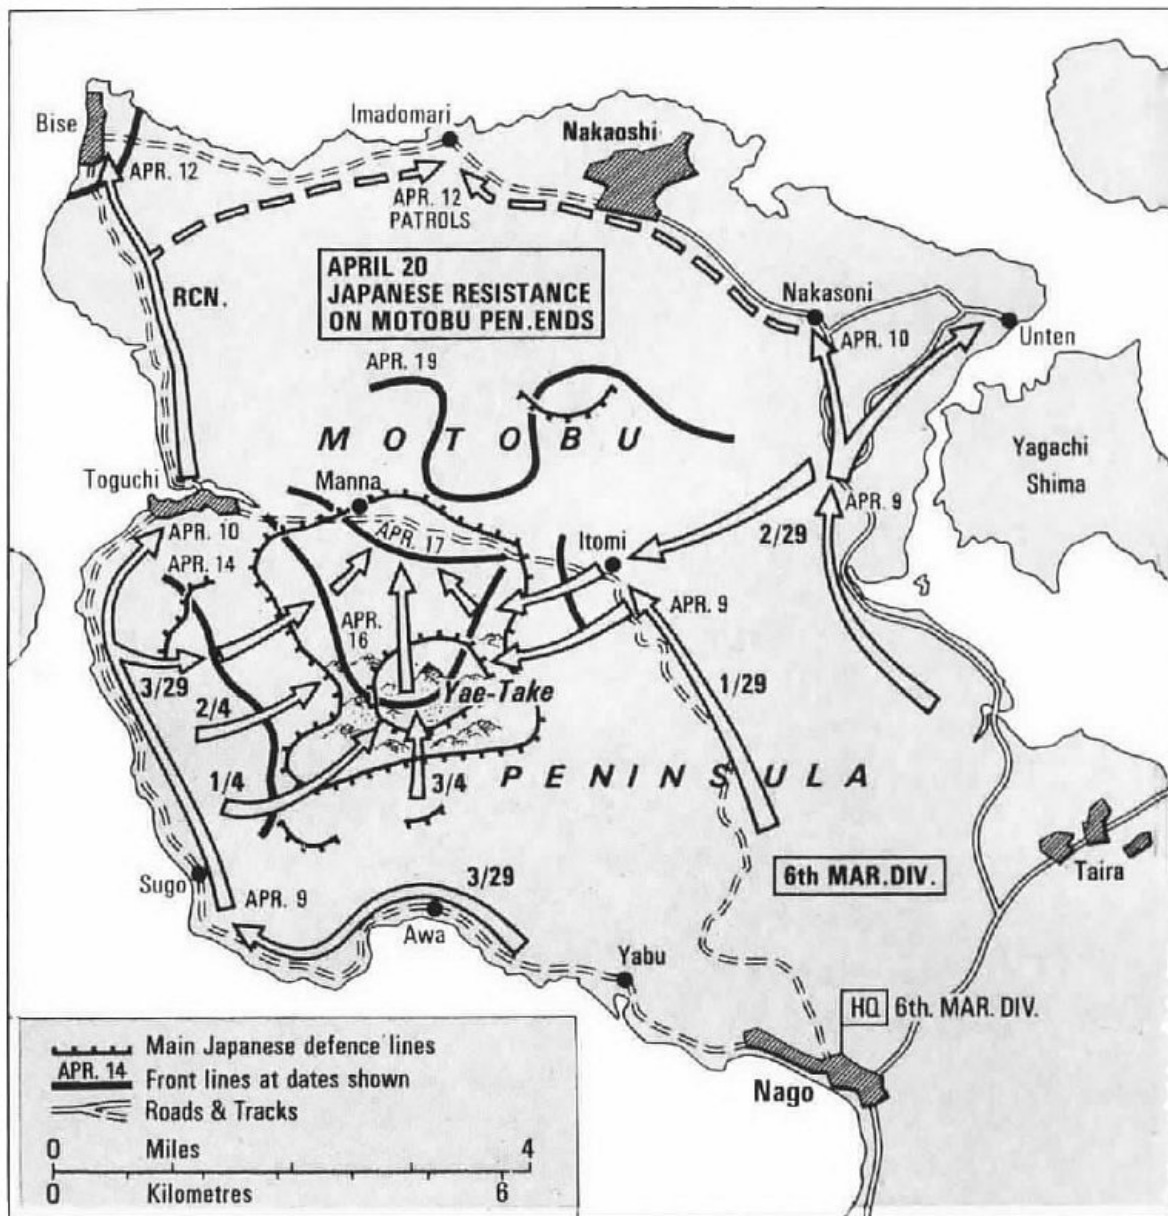 Bise
Imadomari
Nakaoshi
APR. 12
APR. 12
PATROLS
RCN.
APRIL 20
JAPANESE RESISTANCE
ON MOTOBU PEN.ENDS
Nakasoni
APR. 10
Unten
APR. 19
MOTOBU
Yagachi
Shima
Toguchi
Manna
APR. 10
APR. 17
APR. 9
2/29
Itomi
APR. 14
APR. 9
APR.
16
3/29
Yae-Take
1/29
2/4
1/4
3/4
PENINSULA
Sugo
APR. 9
3/29
6th MAR.DIV.
Taira
Awa
Yabu
HQ 6th. MAR. DIV.
Nago
Main Japanese defence lines
APR. 14
Front lines at dates shown
Roads & Tracks
0 Miles 4
0 Kilometres 6